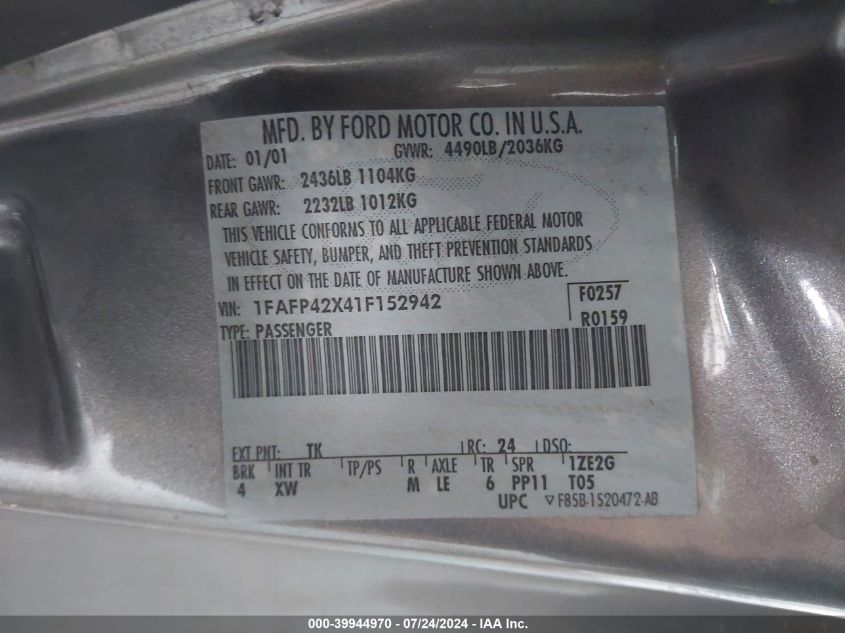 MFD. BY FORD MOTOR CO. IN U.S.A.
DATE: 01/01 GVWR: 4490LB/2036KG
FRONT GAWR: 2436LB 1104KG
REAR GAWR: 2232LB 1012KG
THIS VEHICLE CONFORMS TO ALL APPLICABLE FEDERAL MOTOR
VEHICLE SAFETY, BUMPER, AND THEFT PREVENTION STANDARDS
IN EFFECT ON THE DATE OF MANUFACTURE SHOWN ABOVE.
VIN: 1FAFP42X41F152942 F0257
TYPE: PASSENGER R0159
EXT PNT: TK RC: 24 DSO:
BRK INT TR TP/PS R AXLE TR SPR 1ZE2G
4 XW M LE 6 PP11 T05
UPC F85B-1520472-AB
000-39944970 / 07/24/2024 - IAA Inc.